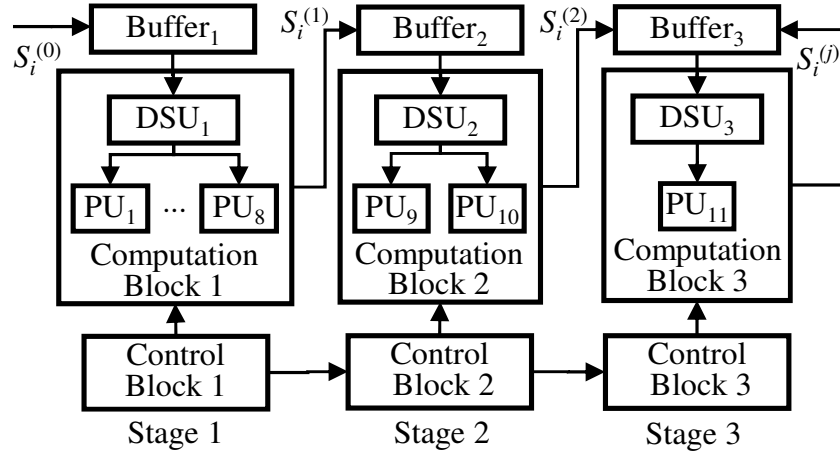 S_i^(0)
Buffer₁
S_i^(1)
Buffer₂
S_i^(2)
Buffer₃
S_i^(j)
DSU₁
DSU₂
DSU₃
PU₁ ... PU₈
PU₉ PU₁₀
PU₁₁
Computation
Block 1
Computation
Block 2
Computation
Block 3
Control
Block 1
Control
Block 2
Control
Block 3
Stage 1
Stage 2
Stage 3